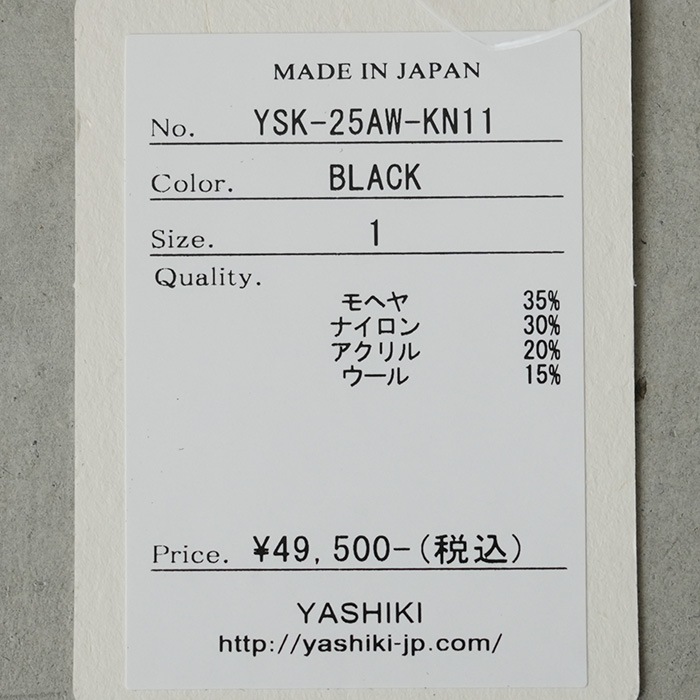 MADE IN JAPAN
No. YSK-25AW-KN11
Color. BLACK
Size. 1
Quality.
モヘヤ 35%
ナイロン 30%
アクリル 20%
ウール 15%
Price. ¥49,500-(税込)
YASHIKI
http://yashiki-jp.com/